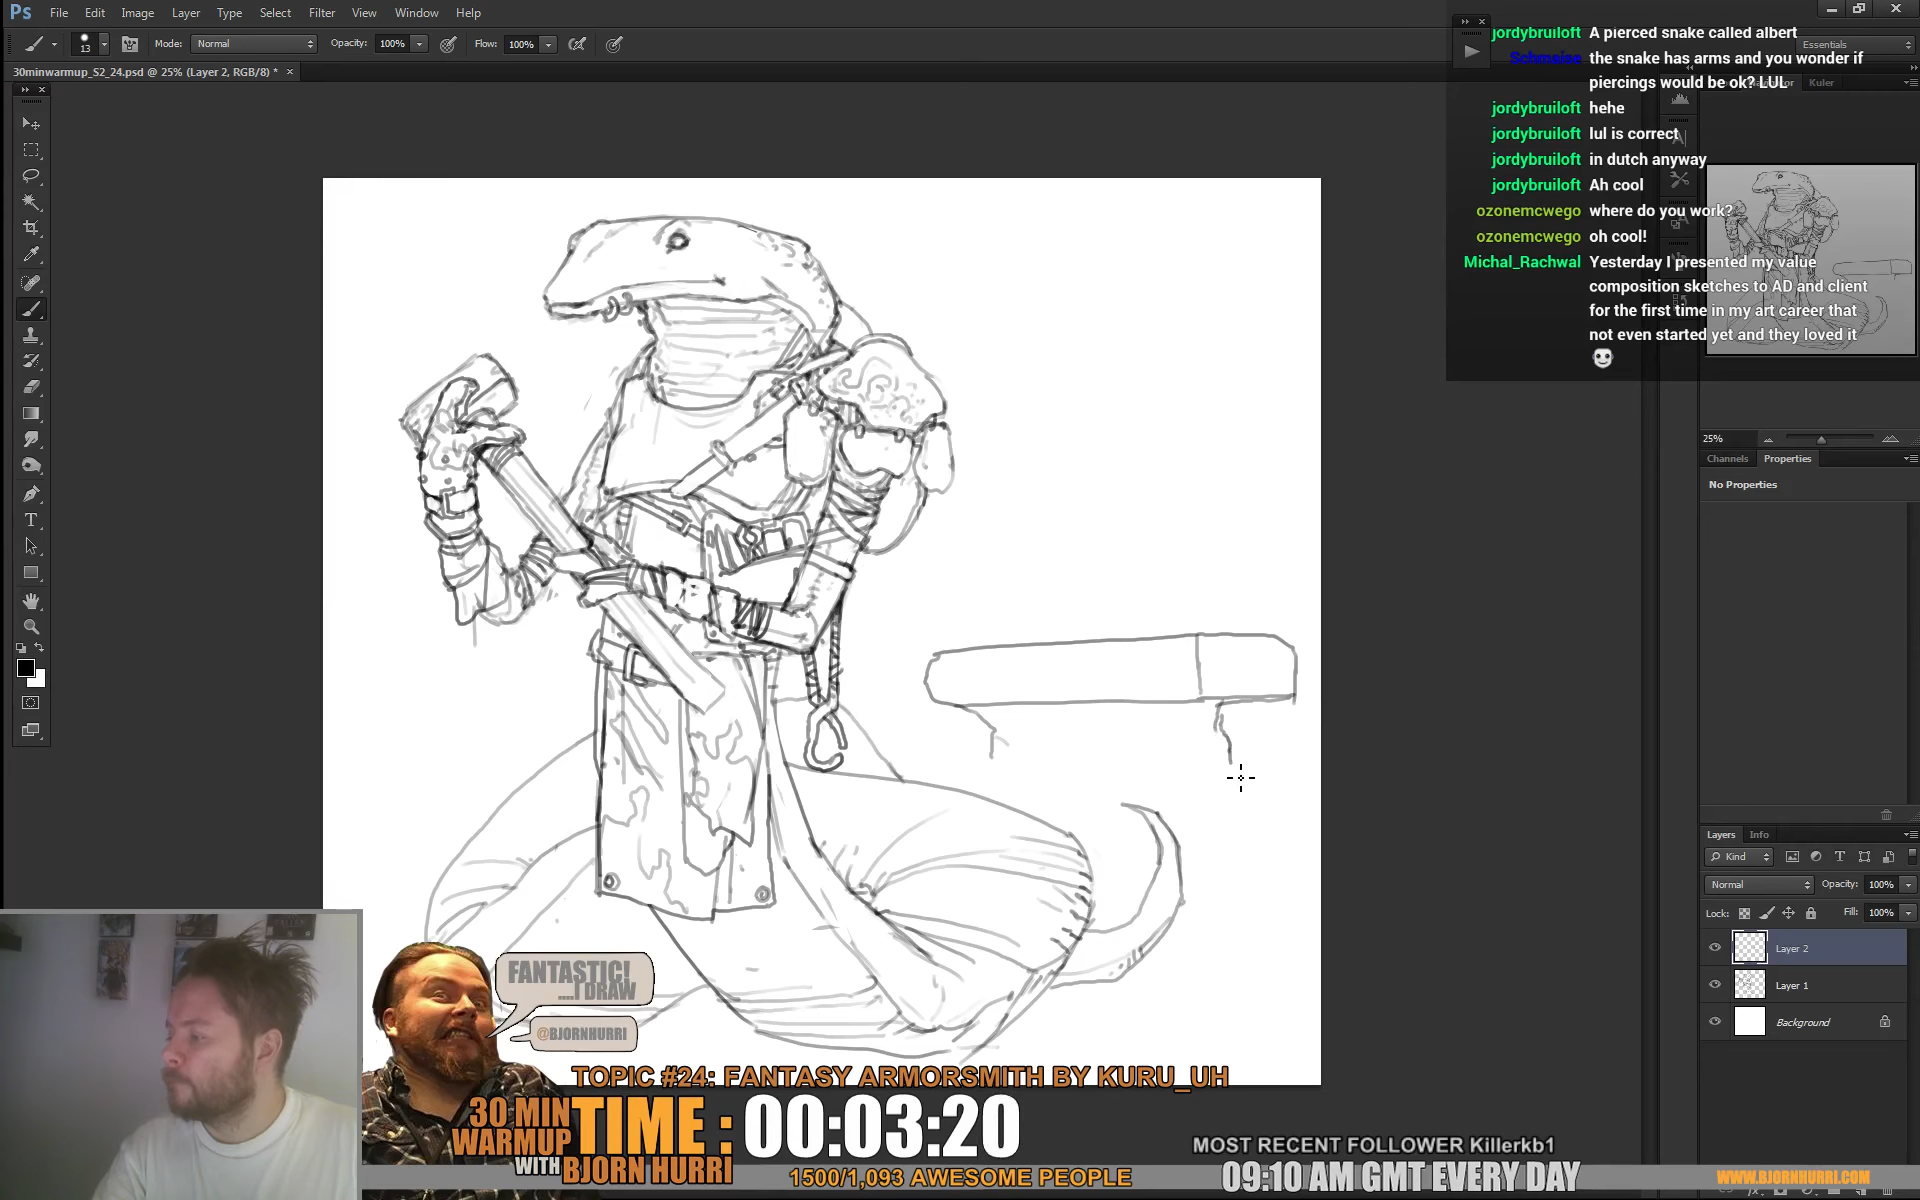 Ps File Edit Image Layer Type Select Filter View Window Help
13 Mode: Normal Opacity: 100% Flow: 100%
Essentials
30minwarmup_S2_24.psd @ 25% (Layer 2, RGB/8) *
jordybruiloft A pierced snake called albert
Schmeise the snake has arms and you wonder if
piercings would be ok? LUL
jordybruiloft hehe
jordybruiloft lul is correct
jordybruiloft in dutch anyway
jordybruiloft Ah cool
ozonemcwego where do you work?
ozonemcwego oh cool!
Michal_Rachwal Yesterday I presented my value
composition sketches to AD and client
for the first time in my art career that
not even started yet and they loved it
Kuler
25%
Channels Properties
No Properties
Layers Info
Kind
Normal Opacity: 100%
Lock: Fill: 100%
Layer 2
Layer 1
Background
FANTASTIC!
....I DRAW
@BJORNHURRI
TOPIC #24: FANTASY ARMORSMITH BY KURU_UH
30 MIN
WARMUP
WITH BJORN HURRI
TIME : 00:03:20
1500/1,093 AWESOME PEOPLE
MOST RECENT FOLLOWER Killerkb1
09:10 AM GMT EVERY DAY
WWW.BJORNHURRI.COM